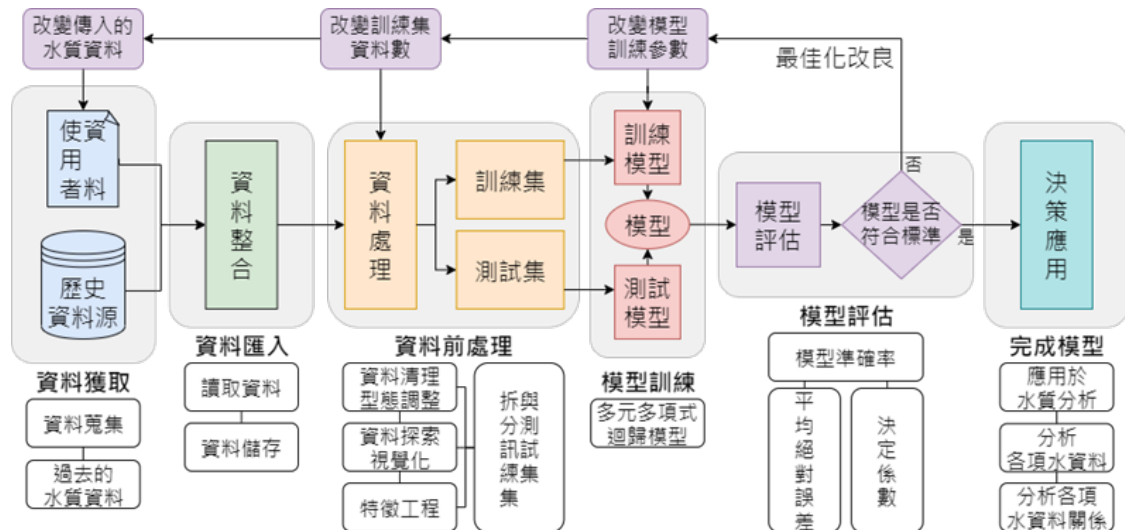 改變傳入的
水質資料
改變訓練集
資料數
改變模型
訓練參數
最佳化改良
使資
用
者料
歷史
資料源
資料整合
資料處理
訓練集
測試集
訓練
模型
模型
測試
模型
模型
評估
模型是否
符合標準
否
是
決策應用
資料獲取
資料蒐集
過去的
水質資料
資料匯入
讀取資料
資料儲存
資料前處理
資料清理
型態調整
資料探索
視覺化
特徵工程
拆與
分測
訊試
練集
集
模型訓練
多元多項式
迴歸模型
模型評估
模型準確率
平均絕對誤差
決定係數
完成模型
應用於
水質分析
分析
各項水資料
分析各項
水資料關係